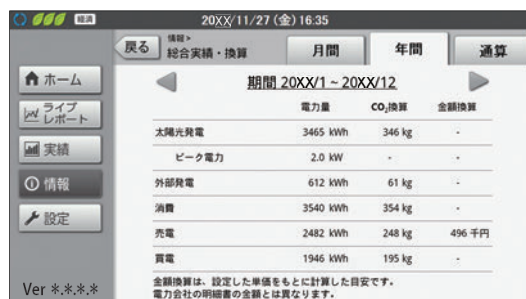 経済 20XX/11/27 (金) 16:35
戻る
情報>
総合実績・換算
月間 年間 通算
ホーム
ライブ
レポート
実績
情報
設定
Ver *.*.*.*
期間 20XX/1 ~ 20XX/12
電力量 CO₂換算 金額換算
太陽光発電 3465 kWh 346 kg -
ピーク電力 2.0 kW - -
外部発電 612 kWh 61 kg -
消費 3540 kWh 354 kg -
売電 2482 kWh 248 kg 496 千円
買電 1946 kWh 195 kg -
金額換算は、設定した単価をもとに計算した目安です。
電力会社の明細書の金額とは異なります。